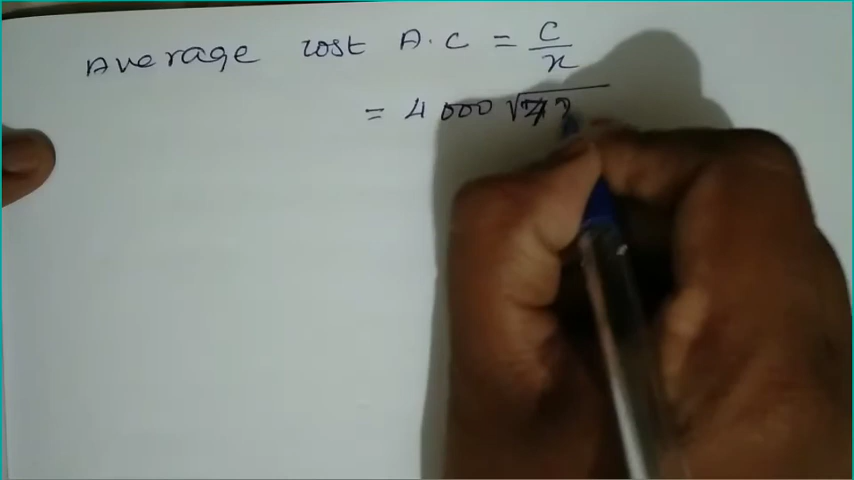 Average cost A.C = C/x
= 4000 √